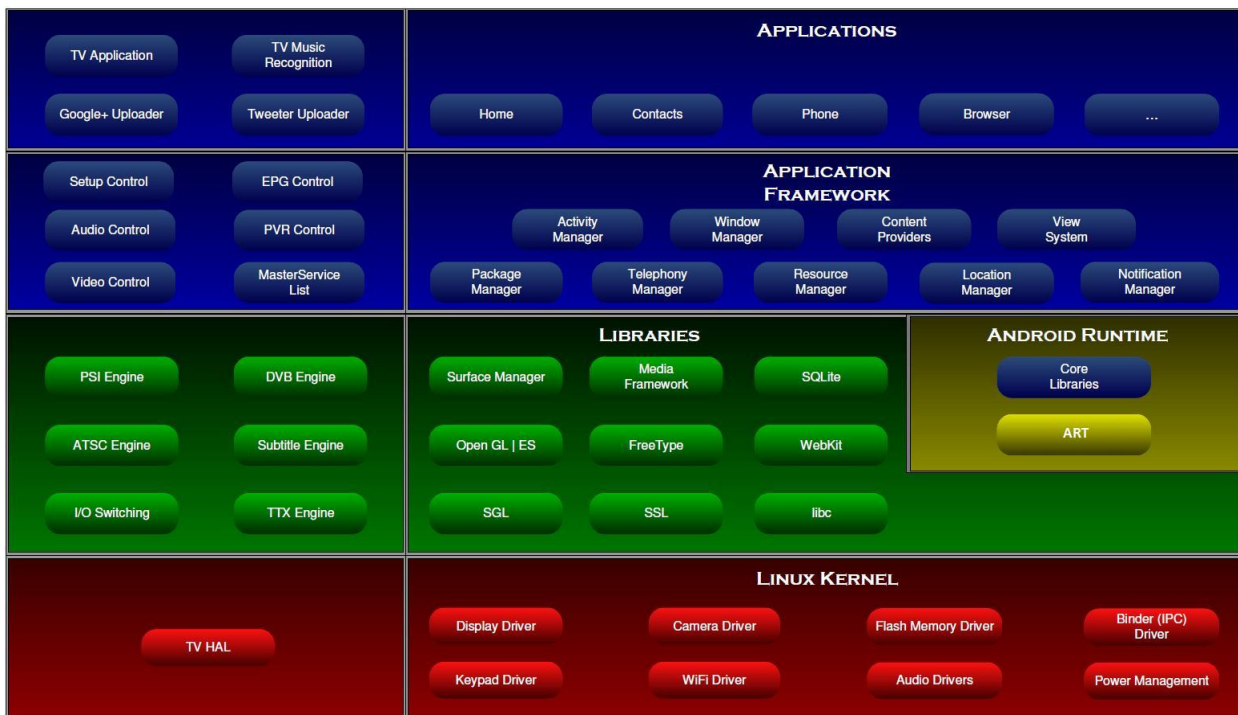 TV Application
TV Music
Recognition
Google+ Uploader
Tweeter Uploader
APPLICATIONS
Home
Contacts
Phone
Browser
...
Setup Control
EPG Control
Audio Control
PVR Control
Video Control
MasterService
List
APPLICATION
FRAMEWORK
Activity
Manager
Window
Manager
Content
Providers
View
System
Package
Manager
Telephony
Manager
Resource
Manager
Location
Manager
Notification
Manager
PSI Engine
DVB Engine
ATSC Engine
Subtitle Engine
I/O Switching
TTX Engine
LIBRARIES
Surface Manager
Media
Framework
SQLite
Open GL | ES
FreeType
WebKit
SGL
SSL
libc
ANDROID RUNTIME
Core
Libraries
ART
TV HAL
LINUX KERNEL
Display Driver
Camera Driver
Flash Memory Driver
Binder (IPC)
Driver
Keypad Driver
WiFi Driver
Audio Drivers
Power Management